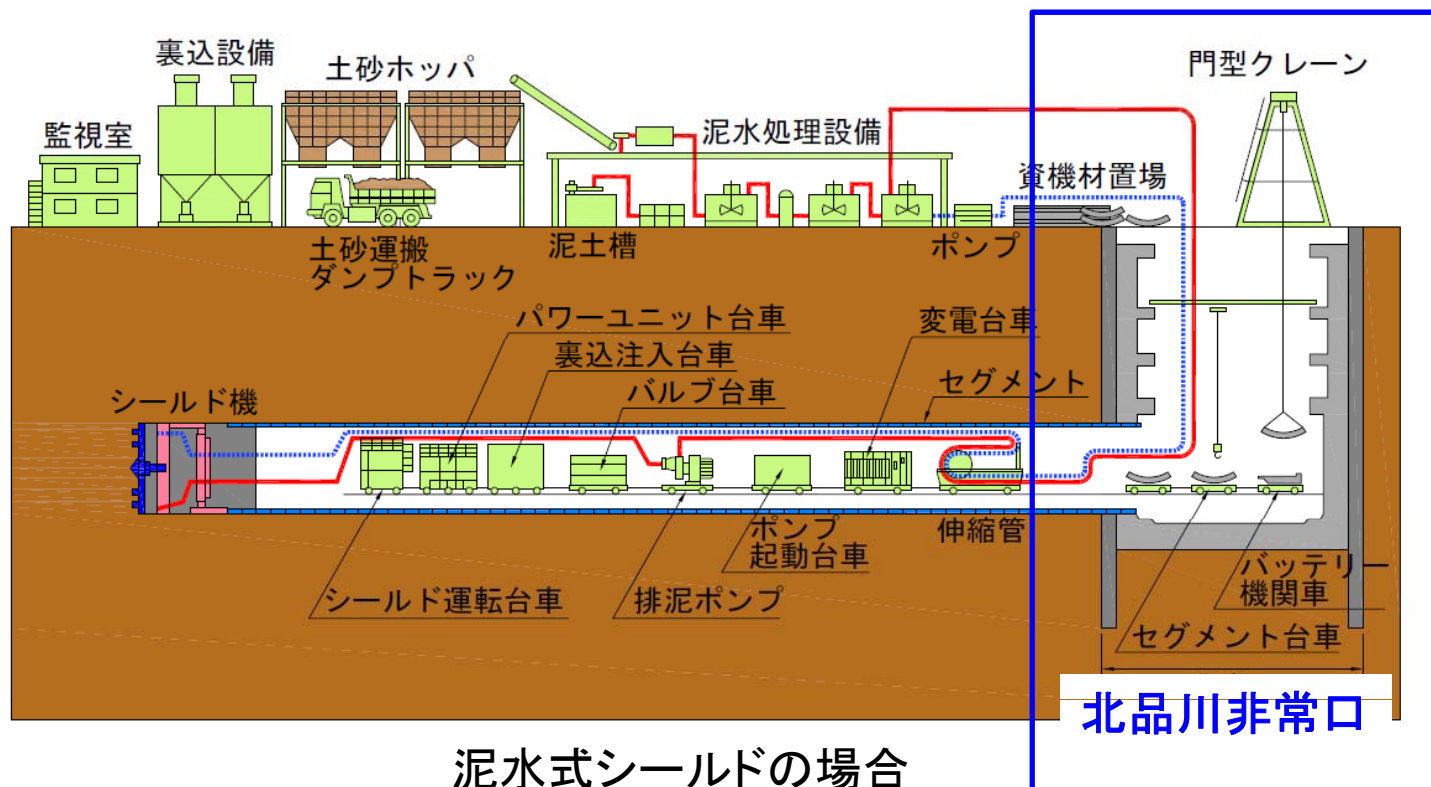 裏込設備
土砂ホッパ
門型クレーン
監視室
泥水処理設備
資機材置場
土砂運搬
ダンプトラック
泥土槽
ポンプ
パワーユニット台車
変電台車
裏込注入台車
セグメント
シールド機
バルブ台車
ポンプ
起動台車
伸縮管
シールド運転台車
排泥ポンプ
バッテリー
機関車
セグメント台車
北品川非常口
泥水式シールドの場合